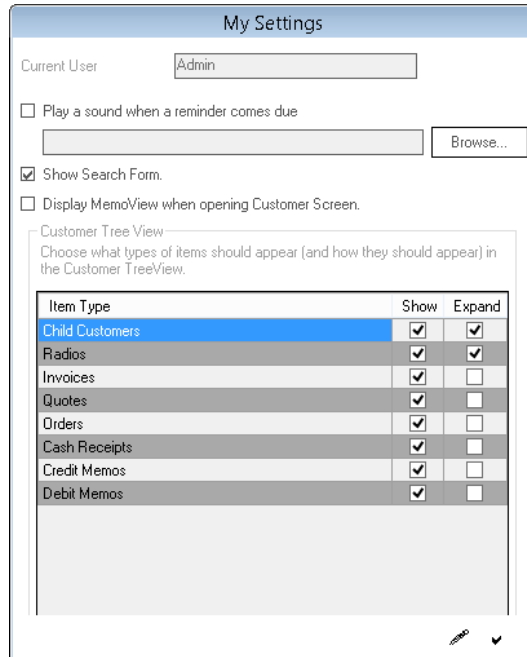 My Settings
Current User Admin
Play a sound when a reminder comes due
Browse...
Show Search Form.
Display MemoView when opening Customer Screen.
Customer Tree View
Choose what types of items should appear (and how they should appear) in
the Customer TreeView.
Item Type Show Expand
Child Customers
Radios
Invoices
Quotes
Orders
Cash Receipts
Credit Memos
Debit Memos